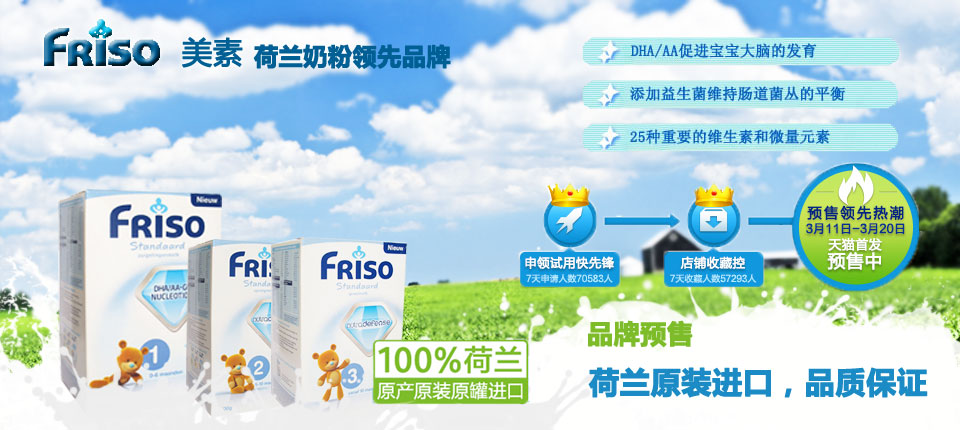 FRISO 美素 荷兰奶粉领先品牌
DHA/AA促进宝宝大脑的发育
添加益生菌维持肠道菌丛的平衡
25种重要的维生素和微量元素
申领试用快先锋
7天申请人数70583人
店铺收藏控
7天收藏人数57293人
预售领先热潮
3月11日-3月20日
天猫首发
预售中
Nieuw
FRISO
Standaard
DHA/AA-G
NUCLEOTI
1
FRIS
Standaard
2
Nieuw
FRISO
Standaard
nutradefense
3
100%荷兰
原产原装原罐进口
品牌预售
荷兰原装进口，品质保证